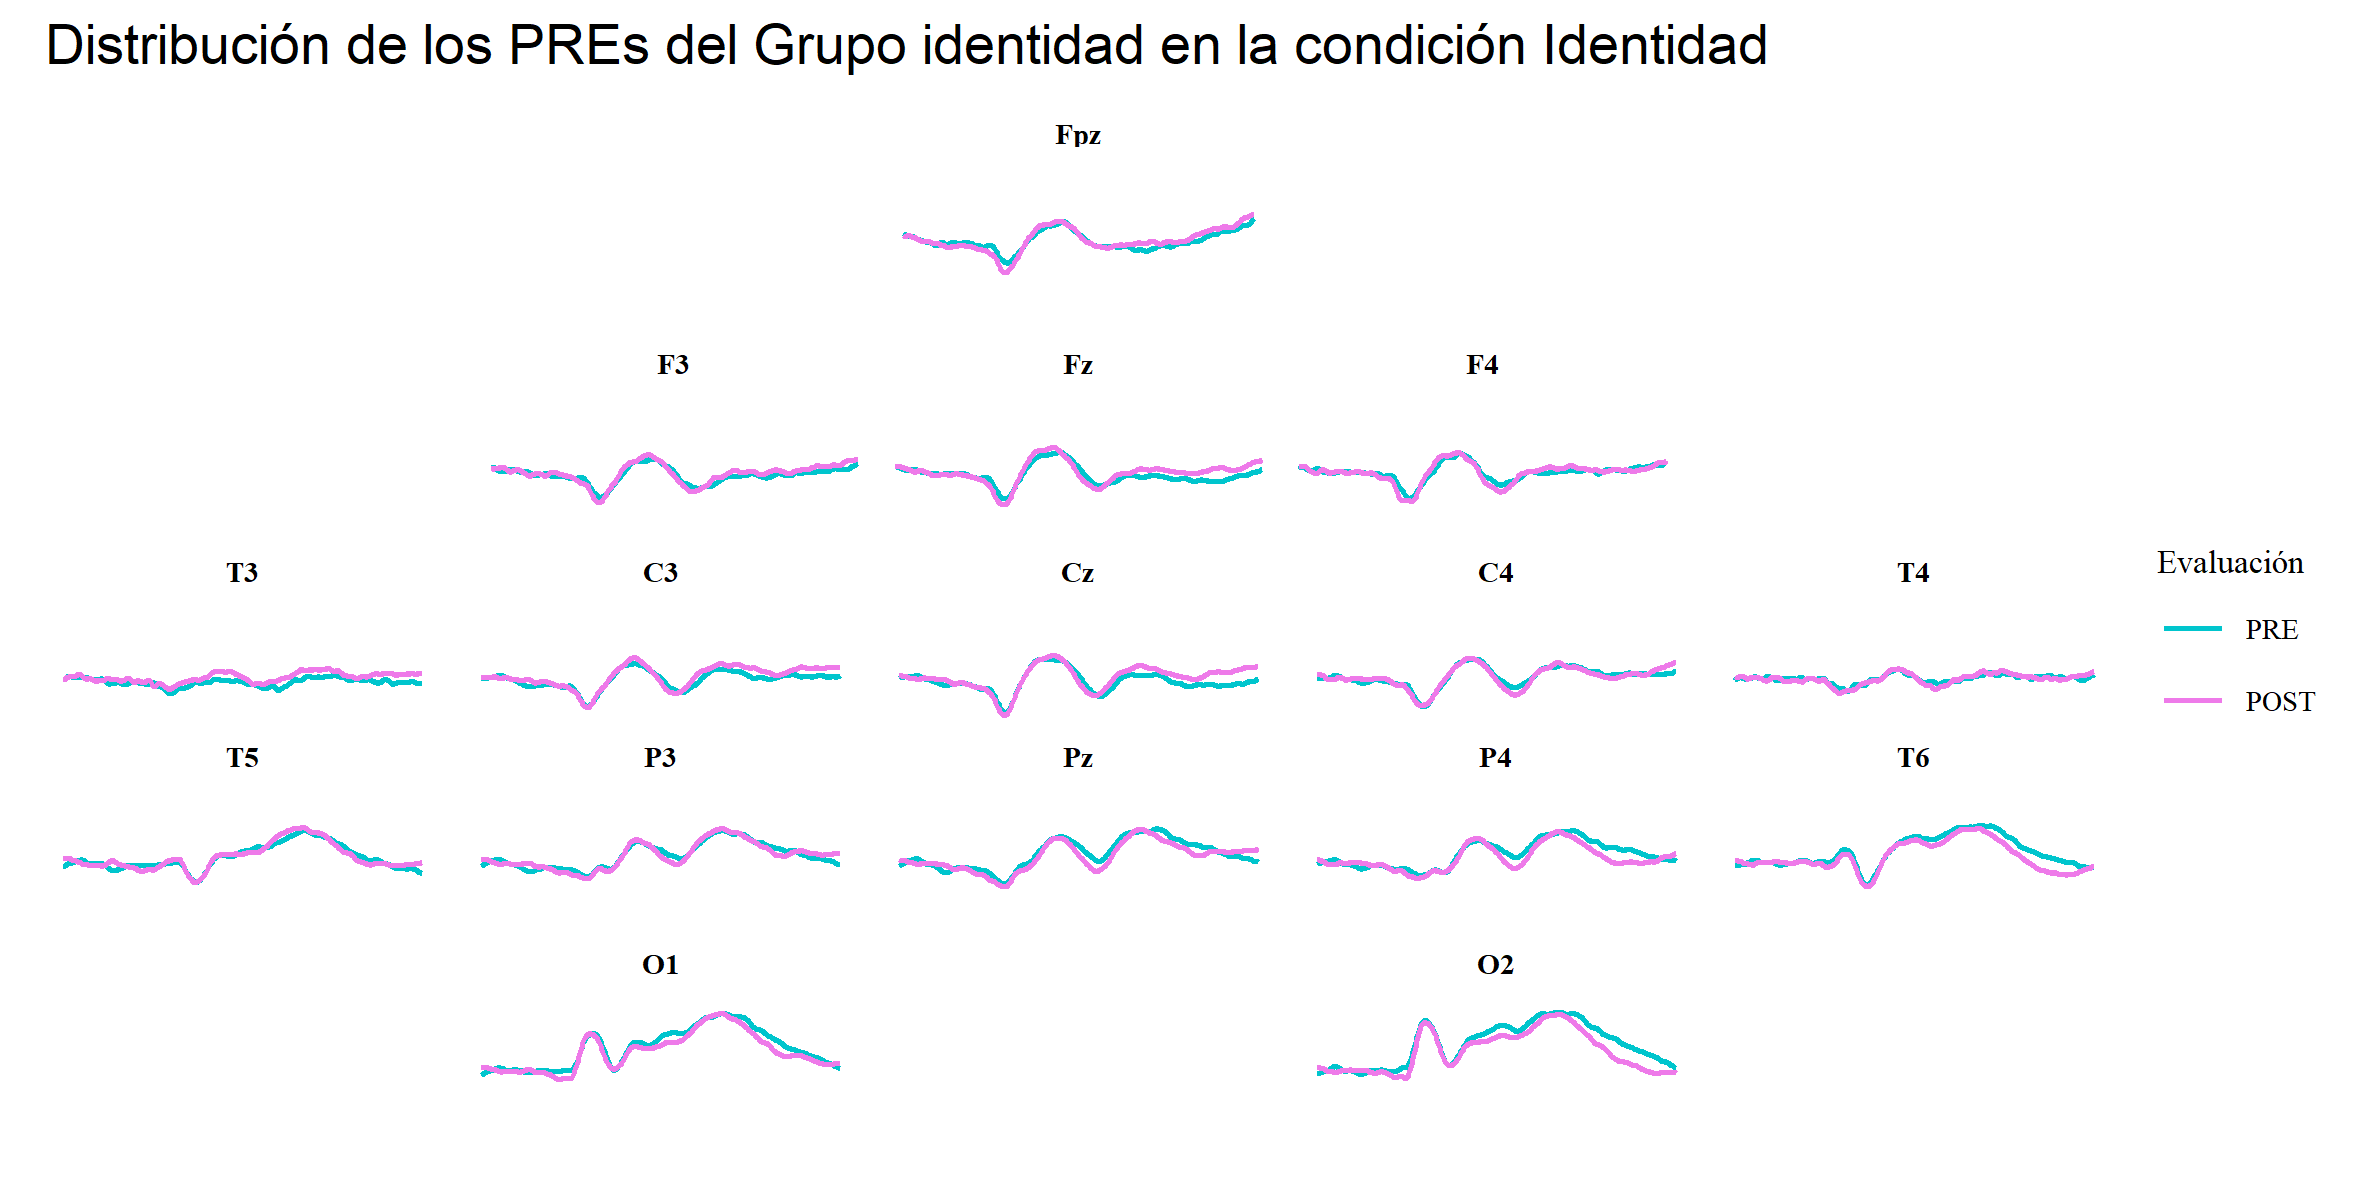 Distribución de los PREs del Grupo identidad en la condición Identidad
Fpz
F3 Fz F4
T3 C3 Cz C4 T4
Evaluación
PRE
POST
T5 P3 Pz P4 T6
O1 O2